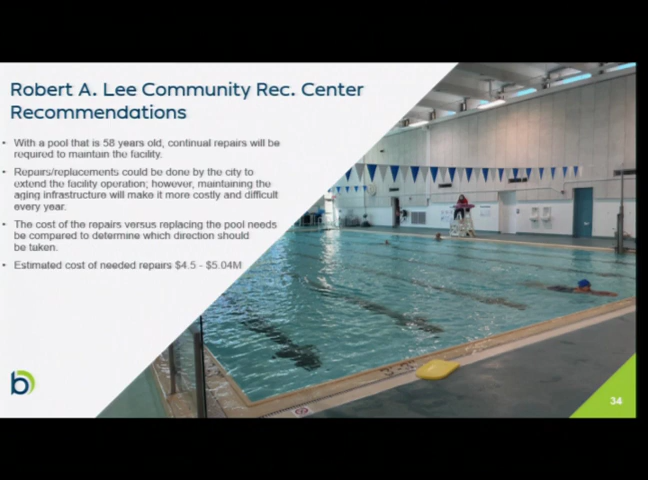 Robert A. Lee Community Rec. Center
Recommendations
• With a pool that is 58 years old, continual repairs will be
required to maintain the facility.
• Repairs/replacements could be done by the city to
extend the facility operation; however, maintaining the
aging infrastructure will make it more costly and difficult
every year.
• The cost of the repairs versus replacing the pool needs
be compared to determine which direction should
be taken.
• Estimated cost of needed repairs $4.5 - $5.04M
b
34